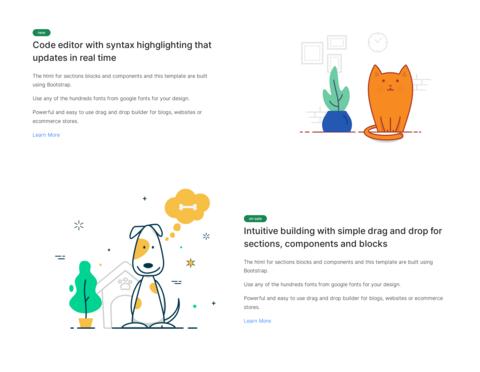 new
Code editor with syntax highglighting that
updates in real time
The html for sections blocks and components and this template are built
using Bootstrap.
Use any of the hundreds fonts from google fonts for your design.
Powerful and easy to use drag and drop builder for blogs, websites or
ecommerce stores.
Learn More
on sale
Intuitive building with simple drag and drop for
sections, components and blocks
The html for sections blocks and components and this template are built using
Bootstrap.
Use any of the hundreds fonts from google fonts for your design.
Powerful and easy to use drag and drop builder for blogs, websites or ecommerce
stores.
Learn More